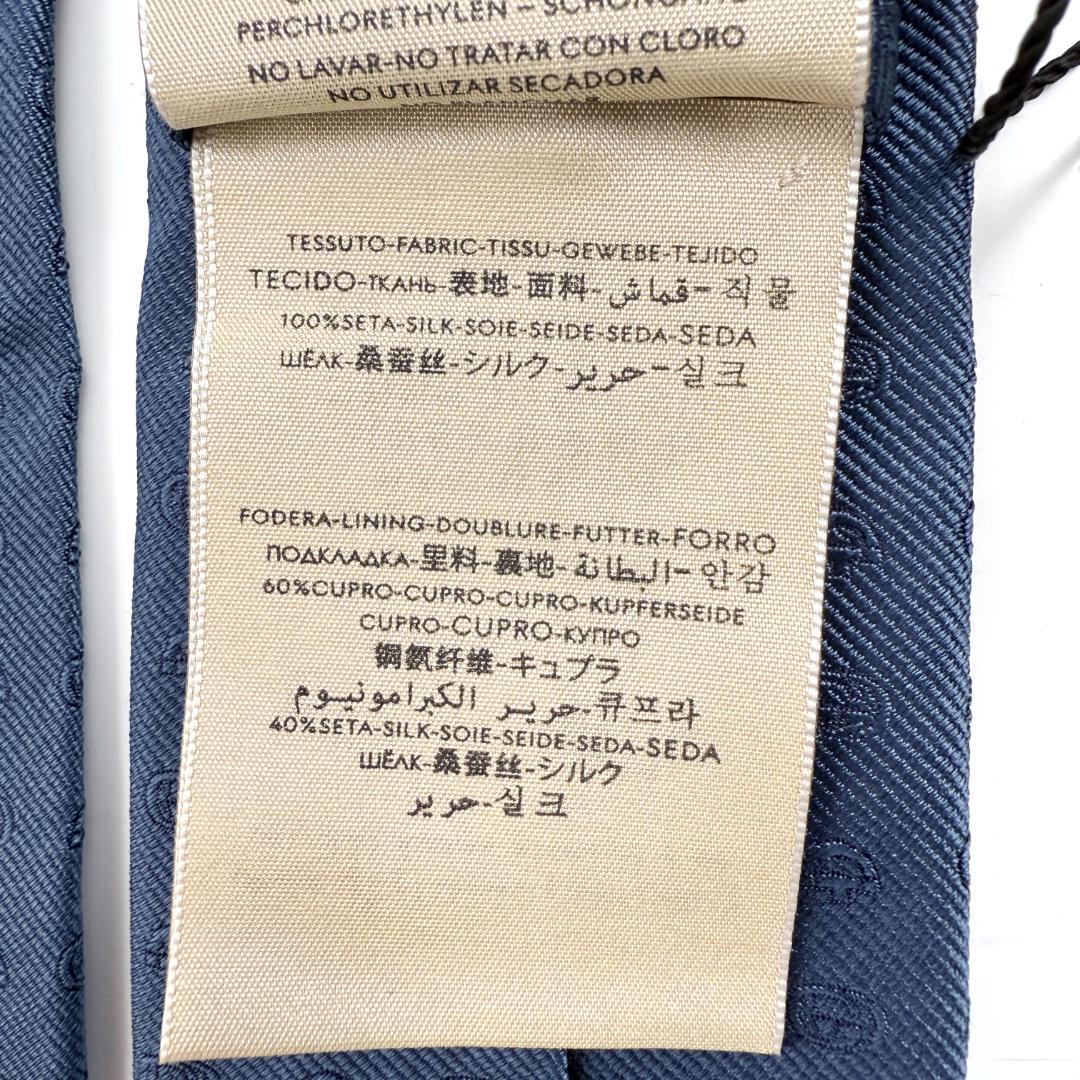 PERCHLORETHYLEN –
NO LAVAR-NO TRATAR CON CLORO
NO UTILIZAR SECADORA
TESSUTO-FABRIC-TISSU-GEWEBE-TEJIDO
TECIDO-ТКАНЬ-表地-面料-قماش-직물
100%SETA-SILK-SOIE-SEIDE-SEDA-SEDA
ШЁЛК-桑蚕丝-シルク-حرير-실크
FODERA-LINING-DOUBLURE-FUTTER-FORRO
ПОДКЛАДКА-里料-裏地-البطانة-안감
60%CUPRO-CUPRO-CUPRO-KUPFERSEIDE
CUPRO-CUPRO-КУПРО
铜氨纤维-キュプラ
حرير الكبرامونيوم-큐프라
40%SETA-SILK-SOIE-SEIDE-SEDA-SEDA
ШЁЛК-桑蚕丝-シルク
حرير-실크